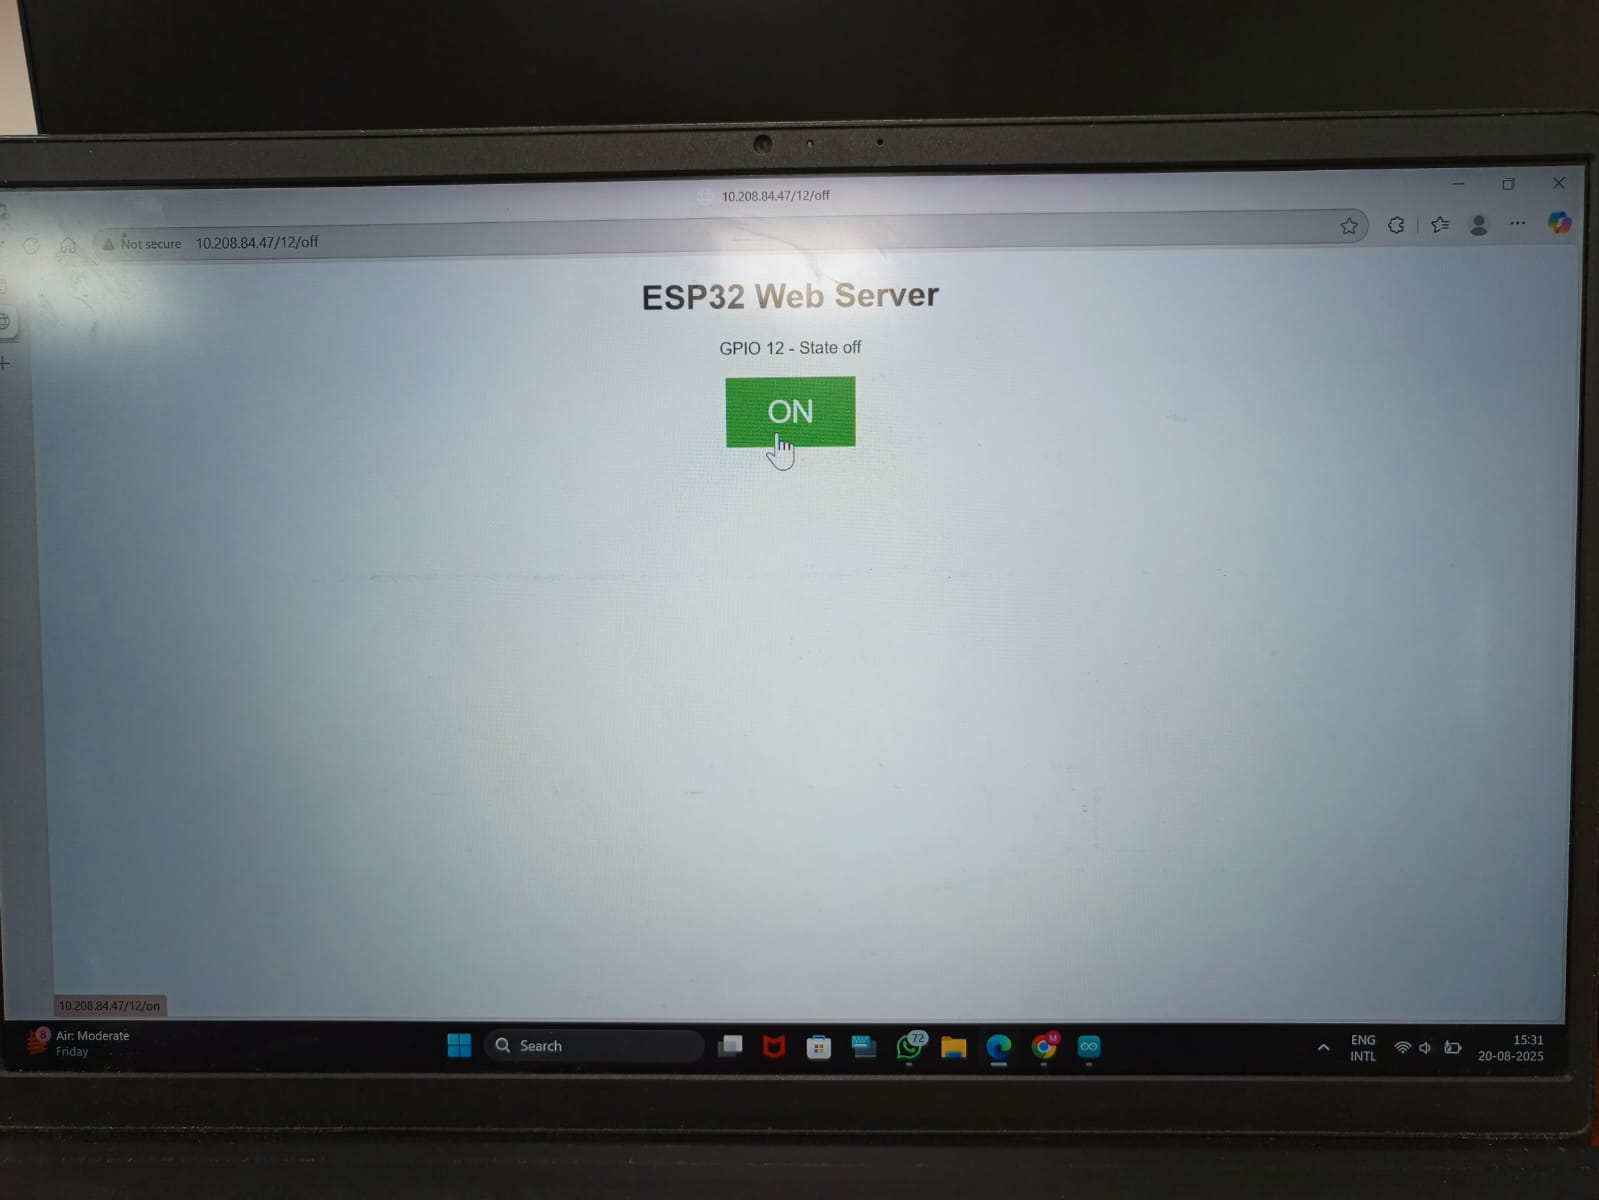 10.208.84.47/12/off
Not secure 10.208.84.47/12/off
ESP32 Web Server
GPIO 12 - State off
ON
10.208.84.47/12/on
8
Air: Moderate
Friday
Search
72
M
ENG
INTL
15:31
20-08-2025